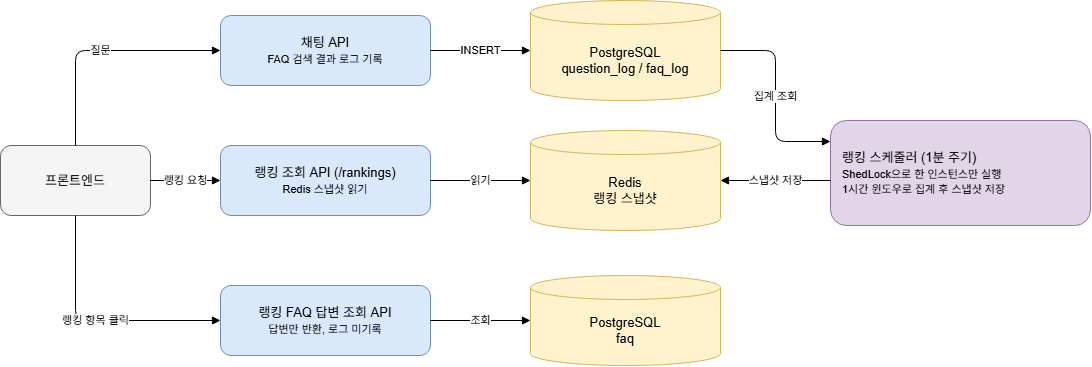 질문
채팅 API
FAQ 검색 결과 로그 기록
INSERT
PostgreSQL
question_log / faq_log
집계 조회
프론트엔드
랭킹 요청
랭킹 조회 API (/rankings)
Redis 스냅샷 읽기
읽기
Redis
랭킹 스냅샷
스냅샷 저장
랭킹 스케줄러 (1분 주기)
ShedLock으로 한 인스턴스만 실행
1시간 윈도우로 집계 후 스냅샷 저장
랭킹 항목 클릭
랭킹 FAQ 답변 조회 API
답변만 반환, 로그 미기록
조회
PostgreSQL
faq